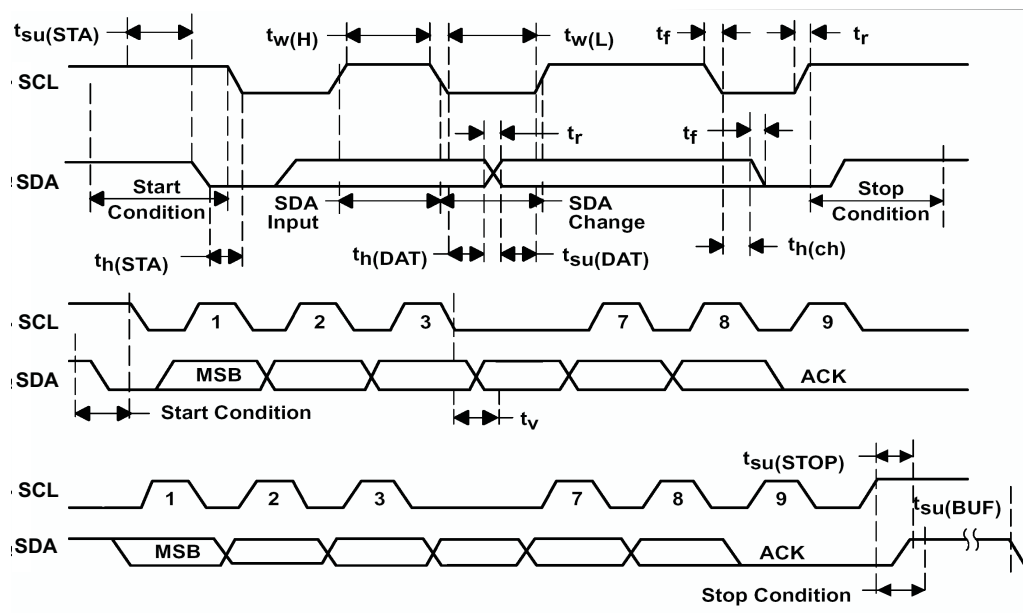 tsu(STA)
tw(H)
tw(L)
tf
tr
SCL
tr
tf
SDA
Start
Condition
SDA
Input
SDA
Change
Stop
Condition
th(STA)
th(DAT)
tsu(DAT)
th(ch)
SCL
1
2
3
7
8
9
SDA
MSB
ACK
Start Condition
tv
tsu(STOP)
SCL
1
2
3
7
8
9
tsu(BUF)
SDA
MSB
ACK
Stop Condition